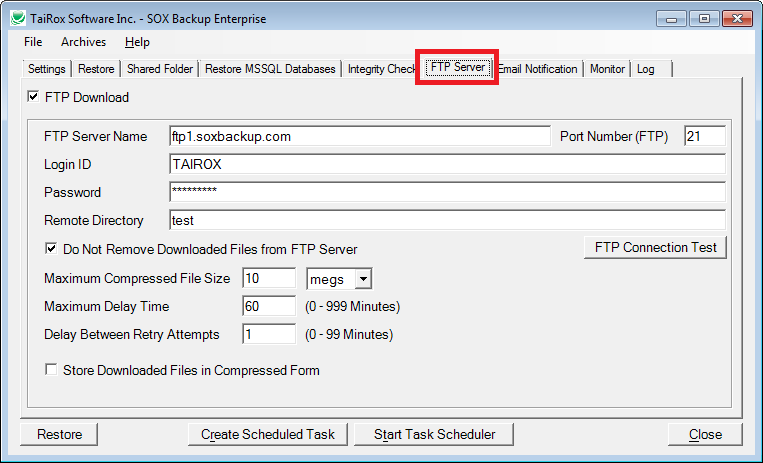 TaiRox Software Inc. - SOX Backup Enterprise
File Archives Help
Settings Restore Shared Folder Restore MSSQL Databases Integrity Check FTP Server Email Notification Monitor Log
FTP Download
FTP Server Name ftp1.soxbackup.com Port Number (FTP) 21
Login ID TAIROX
Password *********
Remote Directory test
Do Not Remove Downloaded Files from FTP Server FTP Connection Test
Maximum Compressed File Size 10 megs
Maximum Delay Time 60 (0 - 999 Minutes)
Delay Between Retry Attempts 1 (0 - 99 Minutes)
Store Downloaded Files in Compressed Form
Restore Create Scheduled Task Start Task Scheduler Close